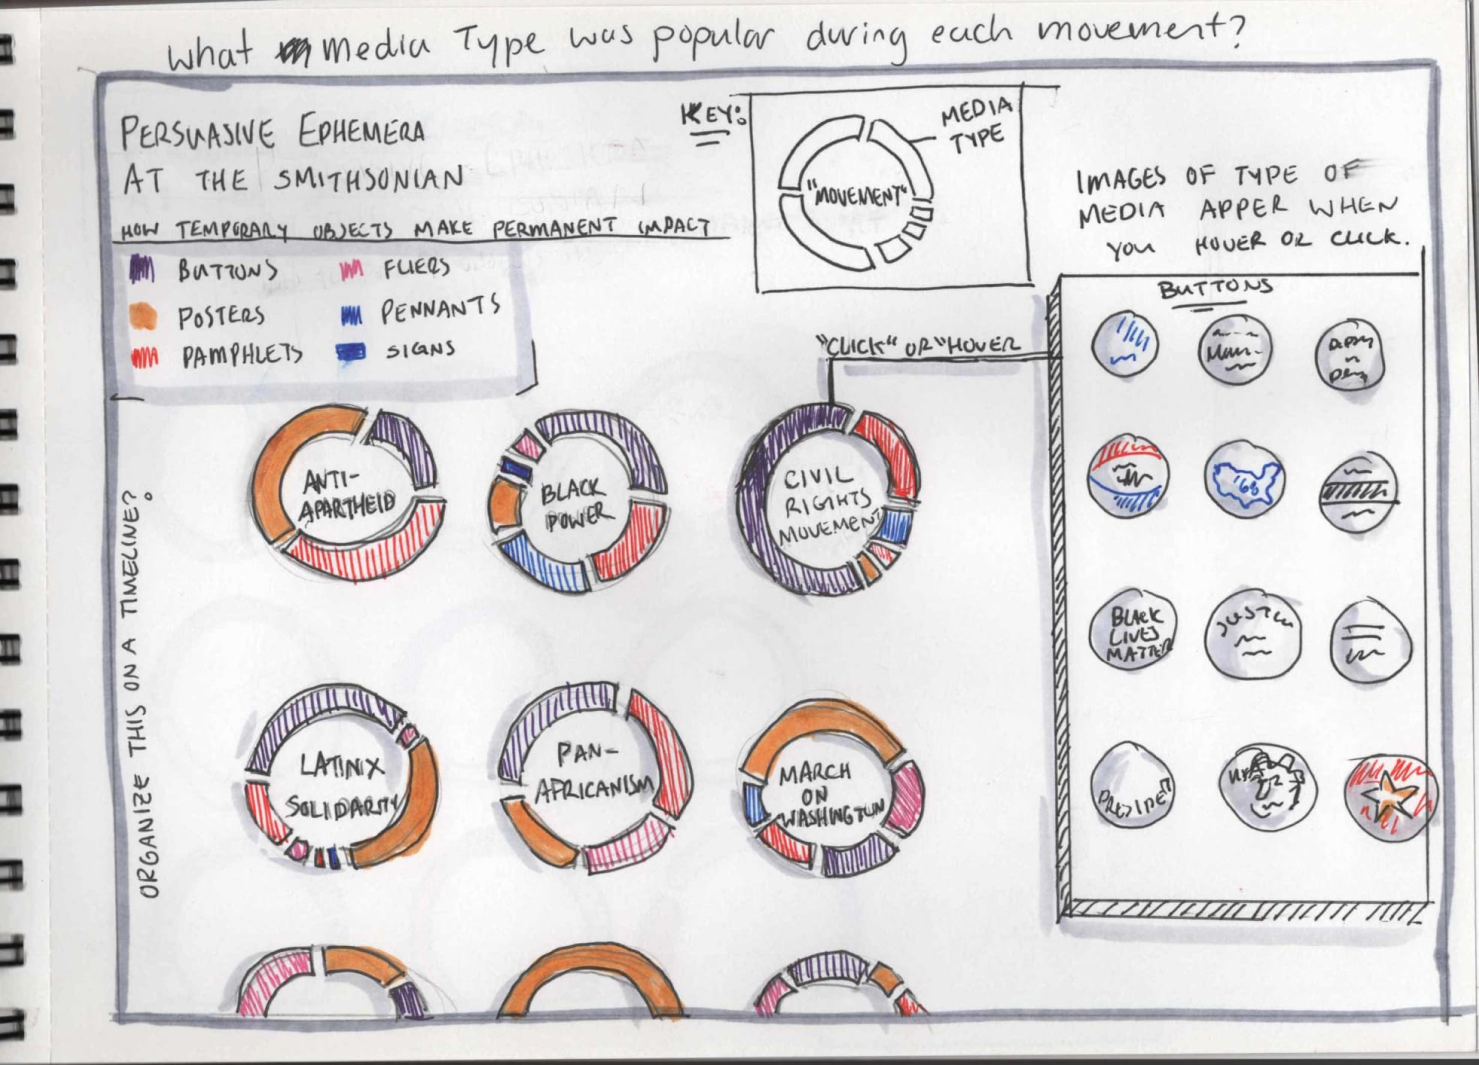 What media Type was popular during each movement?
PERSUASIVE EPHEMERA
AT THE SMITHSONIAN
HOW TEMPORARY OBJECTS MAKE PERMANENT IMPACT
BUTTONS
FLIERS
POSTERS
PENNANTS
PAMPHLETS
SIGNS
KEY:
MEDIA
TYPE
"MOVEMENT"
IMAGES OF TYPE OF
MEDIA APPER WHEN
YOU HOVER OR CLICK.
"CLICK" OR "HOVER
BUTTONS
'68
BLACK
LIVES
MATTER
ORGANIZE THIS ON A TIMELINE?
ANTI-
APARTHEID
BLACK
POWER
CIVIL
RIGHTS
MOVEMENT
LATINIX
SOLIDARITY
PAN-
AFRICANISM
MARCH
ON
WASHINGTON